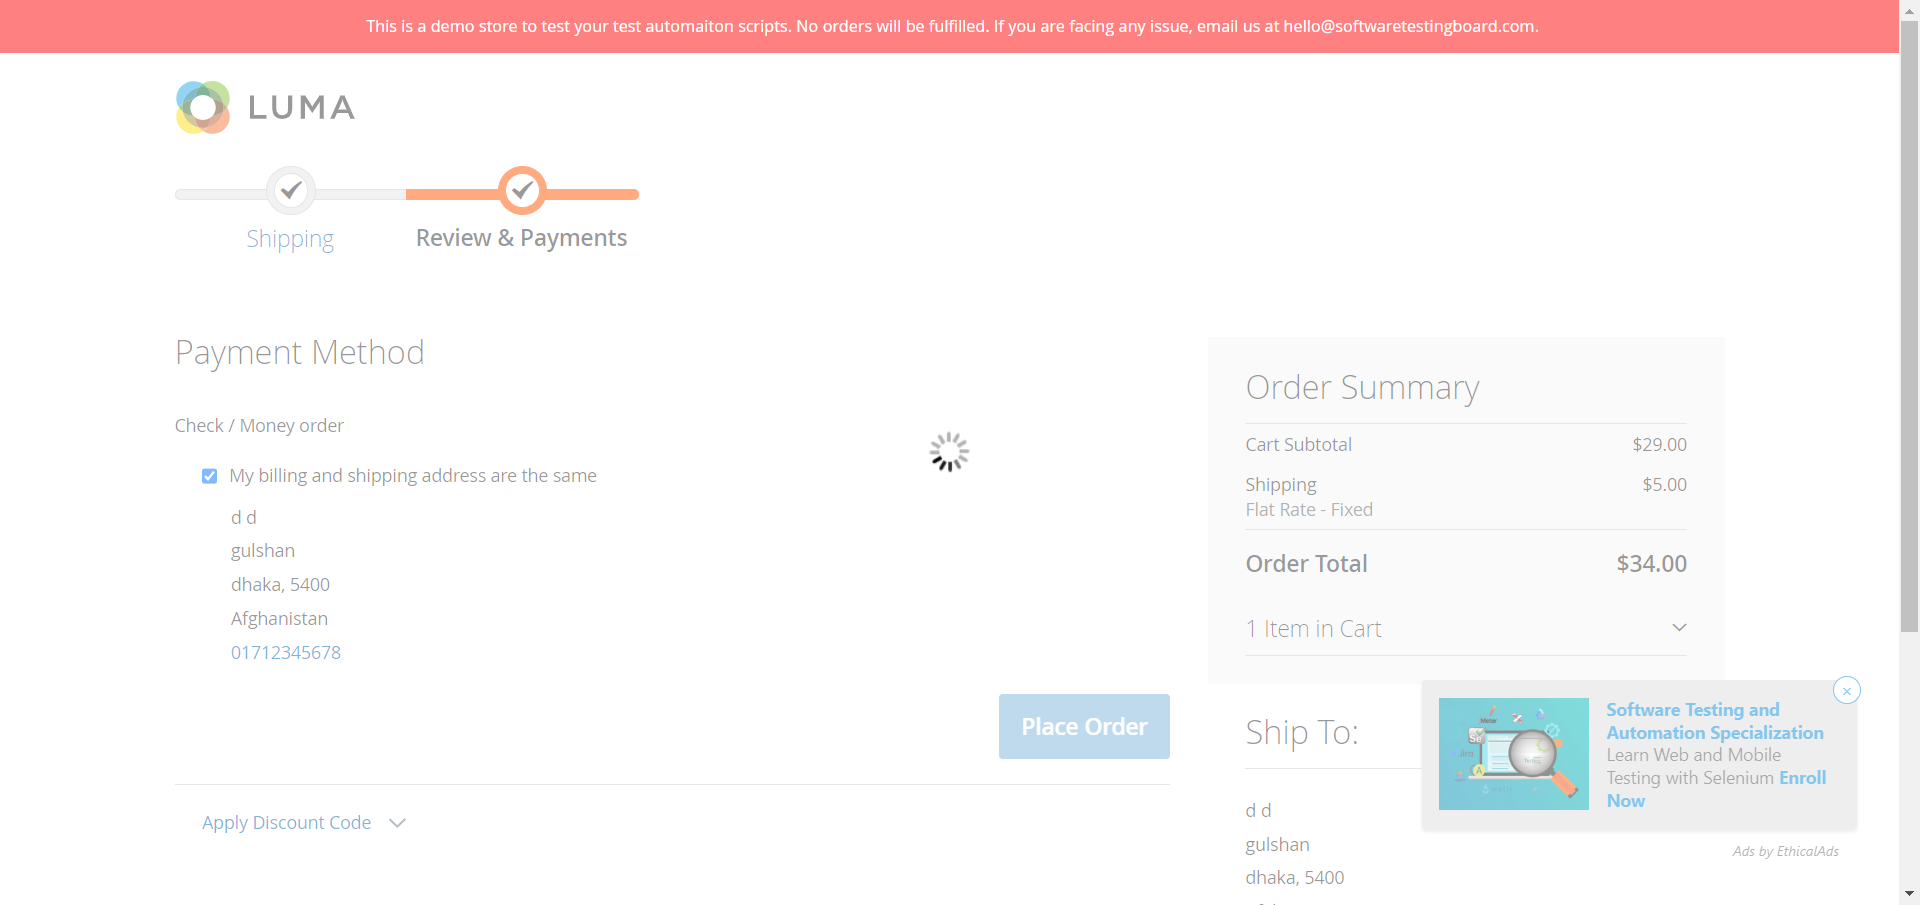 This is a demo store to test your test automaiton scripts. No orders will be fulfilled. If you are facing any issue, email us at hello@softwaretestingboard.com.
LUMA
Shipping
Review & Payments
Payment Method
Check / Money order
My billing and shipping address are the same
d d
gulshan
dhaka, 5400
Afghanistan
01712345678
Place Order
Apply Discount Code
Order Summary
Cart Subtotal $29.00
Shipping $5.00
Flat Rate - Fixed
Order Total $34.00
1 Item in Cart
Ship To:
d d
gulshan
dhaka, 5400
Software Testing and
Automation Specialization
Learn Web and Mobile
Testing with Selenium Enroll
Now
Ads by EthicalAds